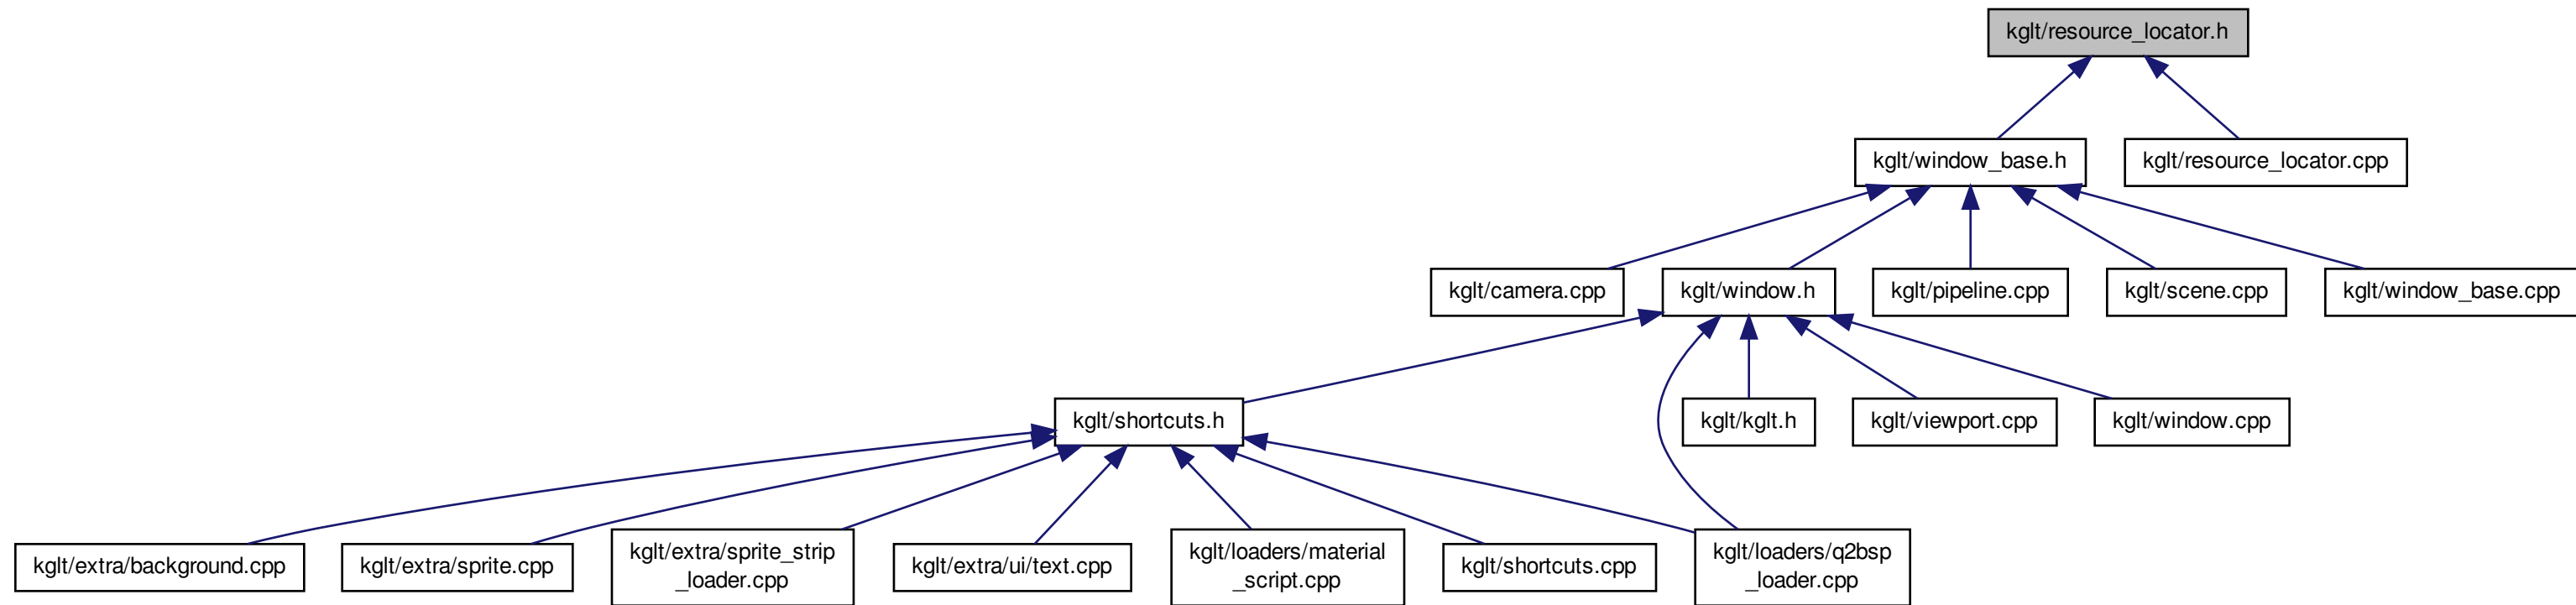 kglt/resource_locator.h
kglt/window_base.h
kglt/resource_locator.cpp
kglt/camera.cpp
kglt/window.h
kglt/pipeline.cpp
kglt/scene.cpp
kglt/window_base.cpp
kglt/shortcuts.h
kglt/kglt.h
kglt/viewport.cpp
kglt/window.cpp
kglt/extra/background.cpp
kglt/extra/sprite.cpp
kglt/extra/sprite_strip
_loader.cpp
kglt/extra/ui/text.cpp
kglt/loaders/material
_script.cpp
kglt/shortcuts.cpp
kglt/loaders/q2bsp
_loader.cpp